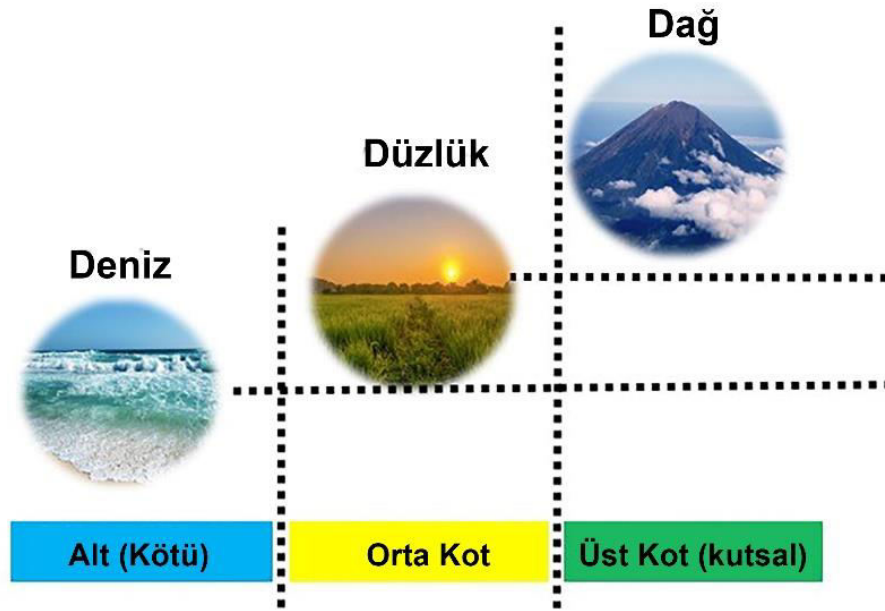 Dağ
Düzlük
Deniz
Alt (Kötü)
Orta Kot
Üst Kot (kutsal)